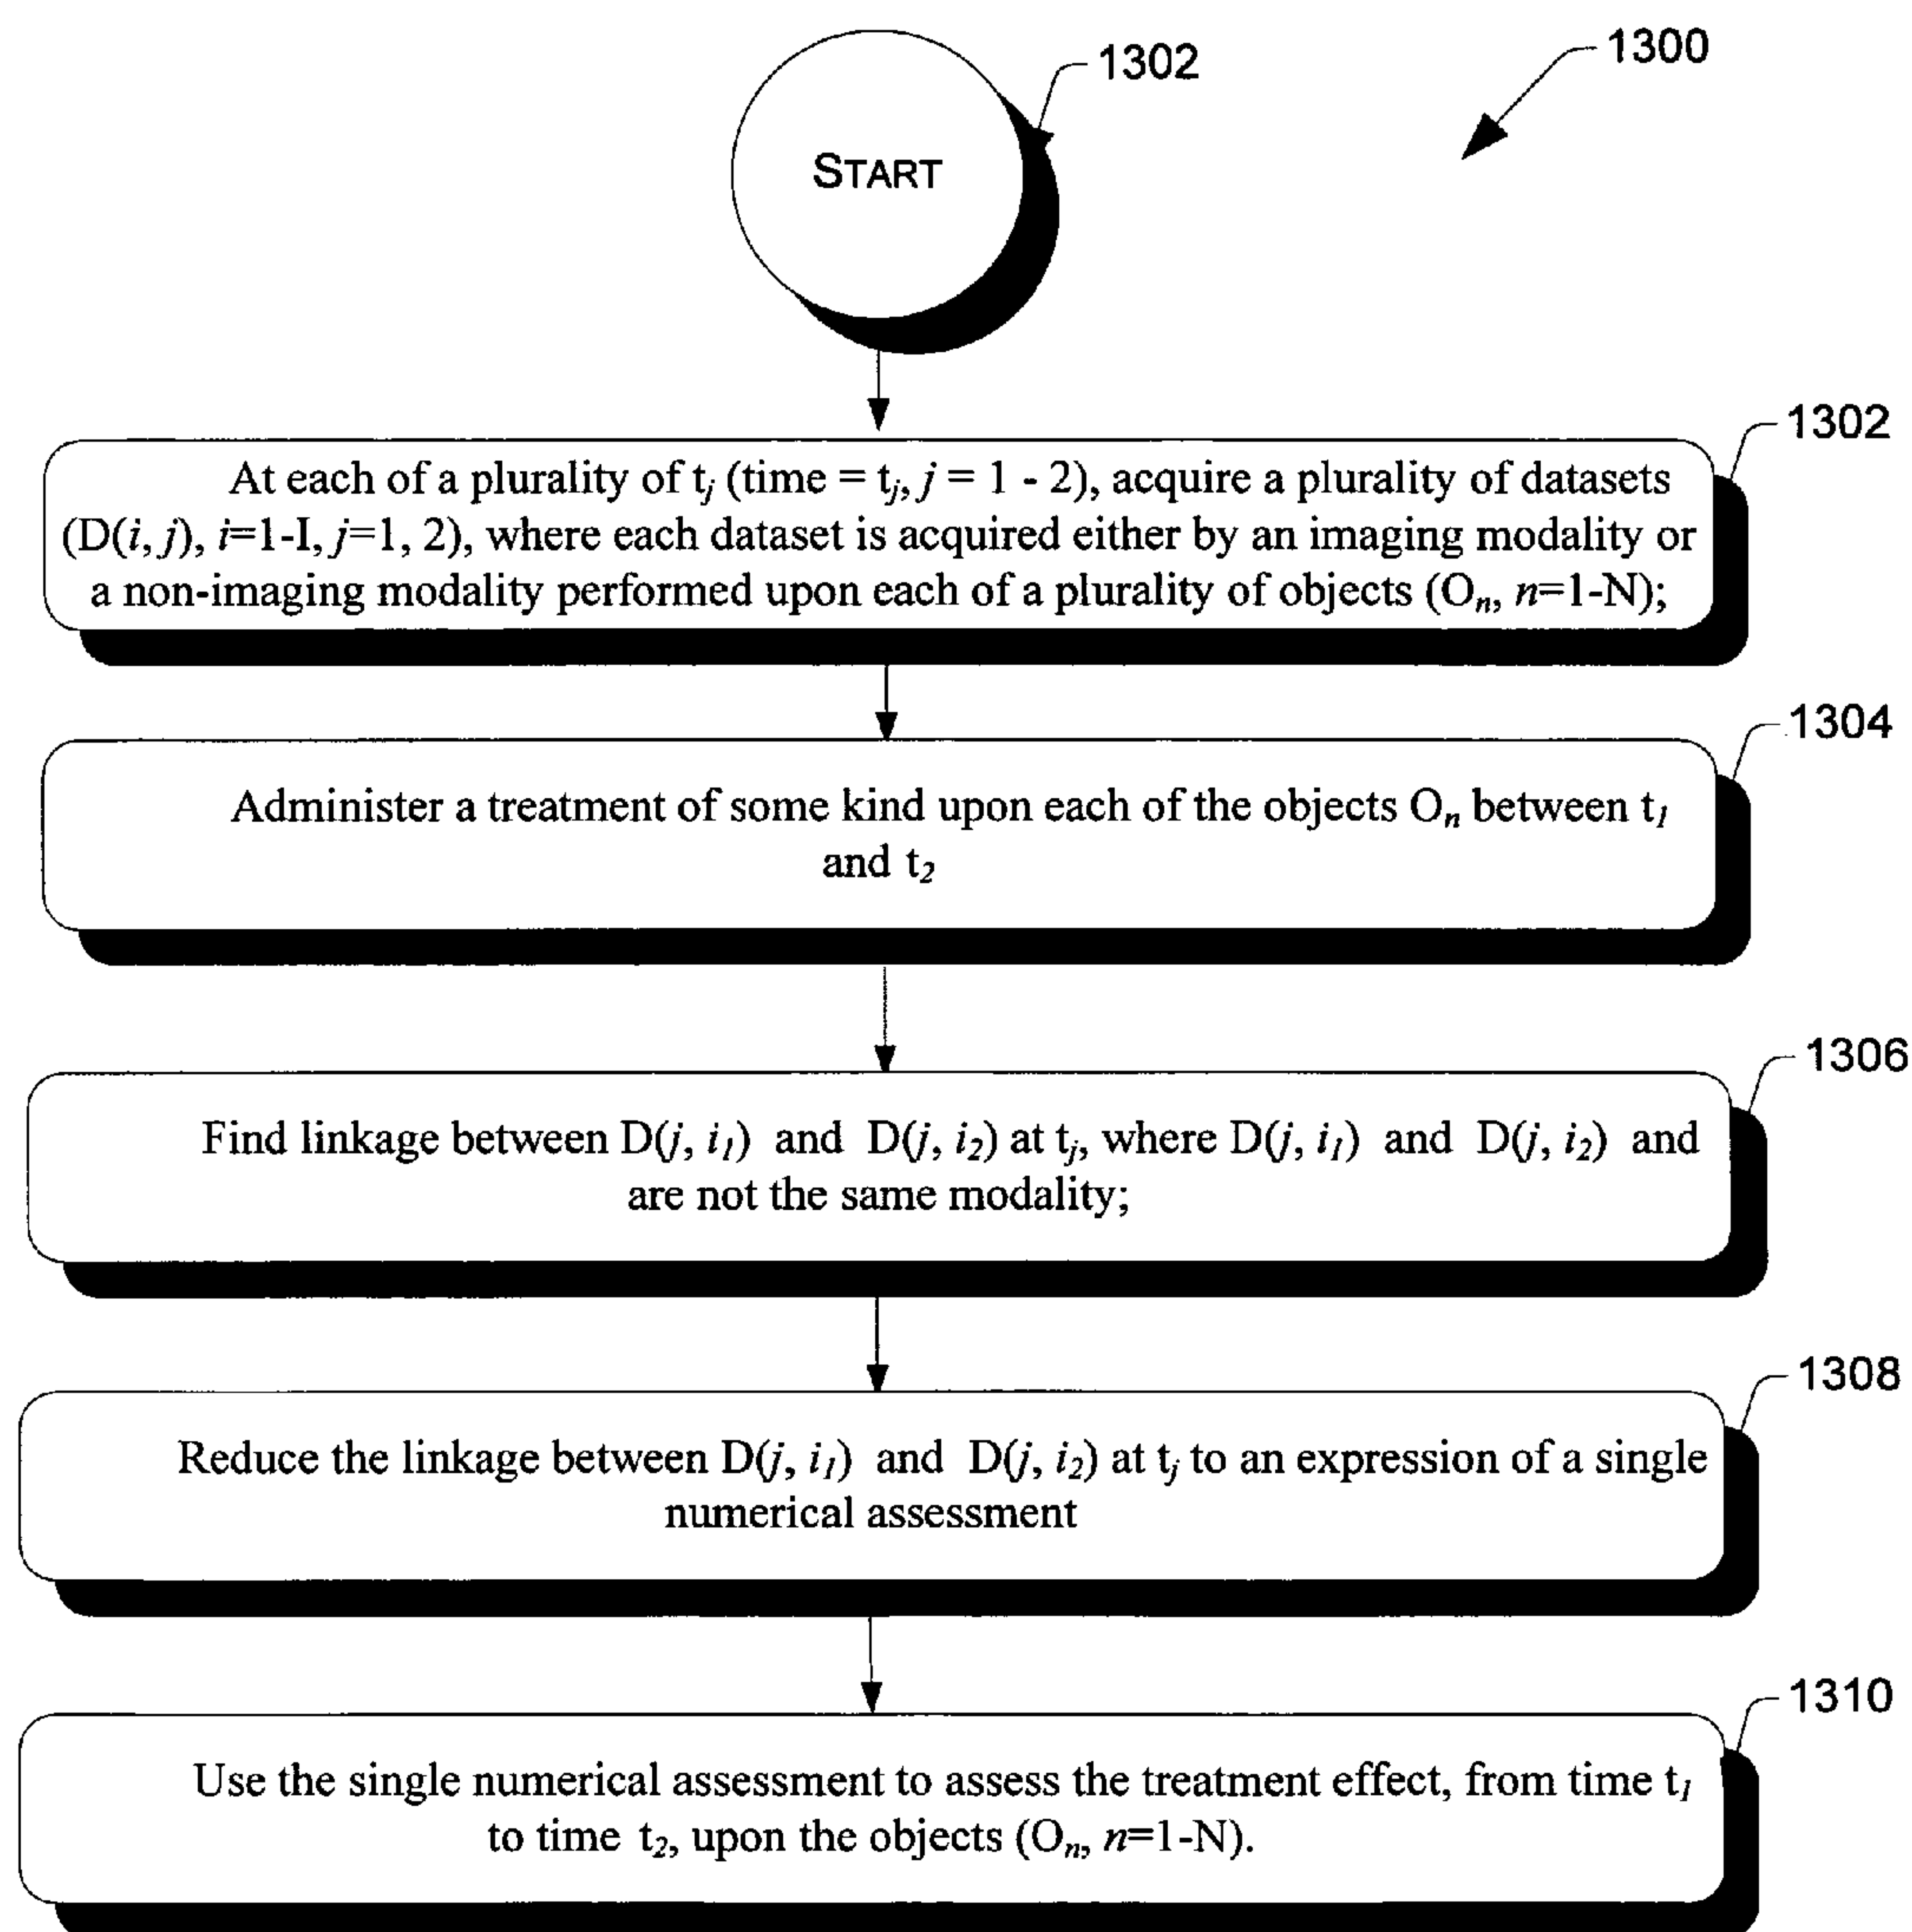 1300
1302
START
1302
At each of a plurality of tj (time = tj, j = 1 - 2), acquire a plurality of datasets
(D(i, j), i=1-I, j=1, 2), where each dataset is acquired either by an imaging modality or
a non-imaging modality performed upon each of a plurality of objects (On, n=1-N);
1304
Administer a treatment of some kind upon each of the objects On between t1
and t2
1306
Find linkage between D(j, i1) and D(j, i2) at tj, where D(j, i1) and D(j, i2) and
are not the same modality;
1308
Reduce the linkage between D(j, i1) and D(j, i2) at tj to an expression of a single
numerical assessment
1310
Use the single numerical assessment to assess the treatment effect, from time t1
to time t2, upon the objects (On, n=1-N).